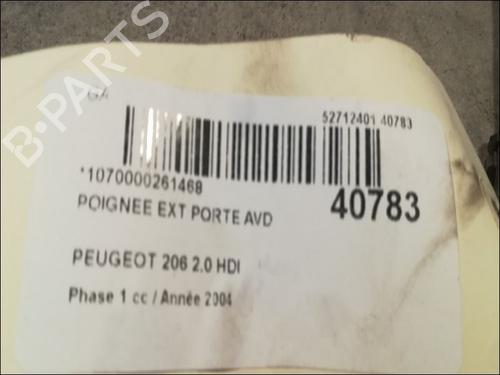 B-PARTS
52712401 40783
*1070000261468
40783
POIGNEE EXT PORTE AVD
PEUGEOT 206 2.0 HDI
Phase 1 cc / Année 2004